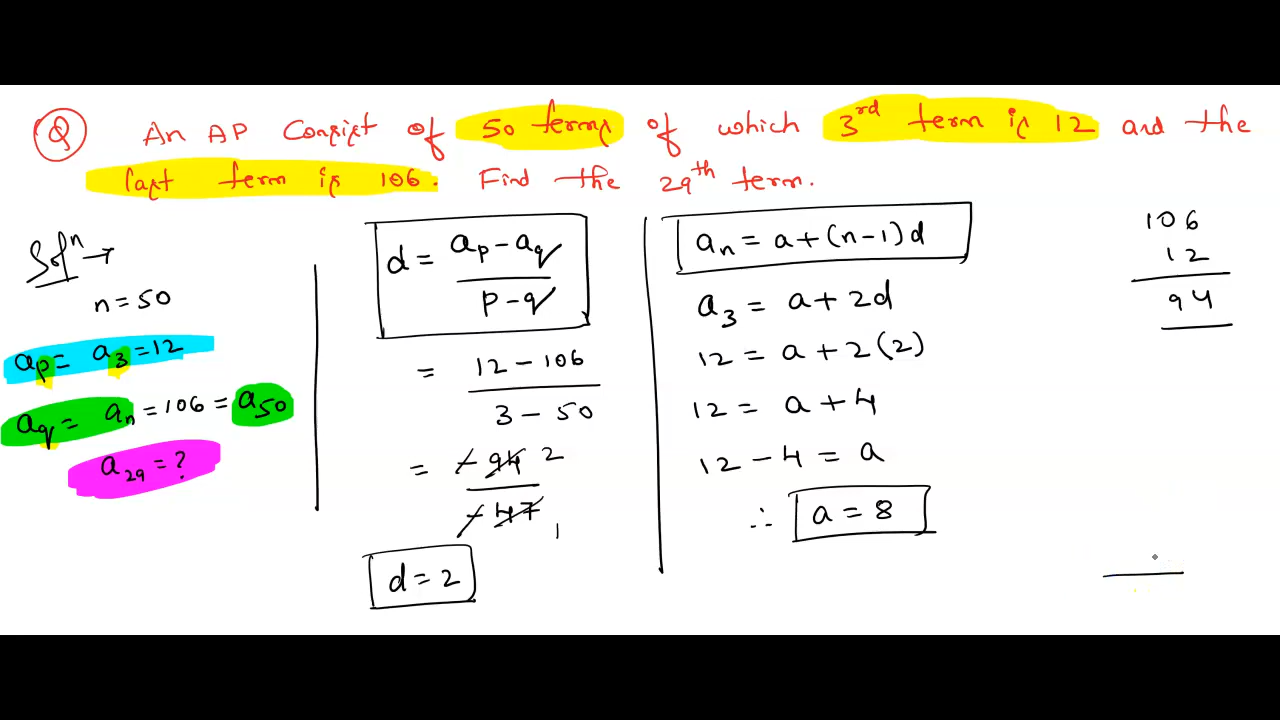 Q An AP Consist of 50 terms of which 3rd term is 12 and the
last term is 106. Find the 29th term.
Solⁿ →
n = 50
ap = a3 = 12
aq = an = 106 = a50
a29 = ?
d = ap - aq
p - q
= 12 - 106
3 - 50
= -94 2
-47 1
d = 2
an = a + (n-1)d
a3 = a + 2d
12 = a + 2(2)
12 = a + 4
12 - 4 = a
∴ a = 8
106
12
94